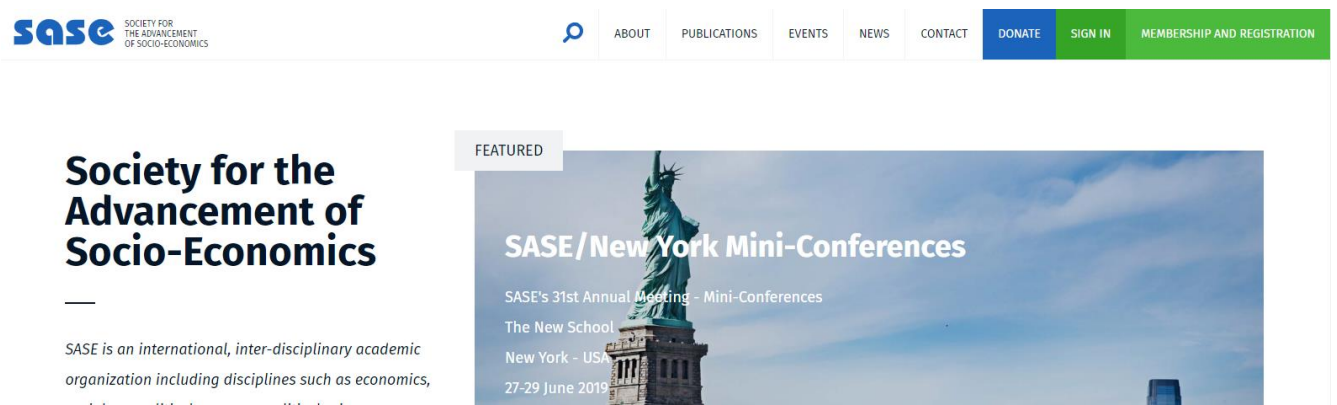 sase
SOCIETY FOR
THE ADVANCEMENT
OF SOCIO-ECONOMICS
ABOUT
PUBLICATIONS
EVENTS
NEWS
CONTACT
DONATE
SIGN IN
MEMBERSHIP AND REGISTRATION
Society for the
Advancement of
Socio-Economics
SASE is an international, inter-disciplinary academic
organization including disciplines such as economics,
FEATURED
SASE/New York Mini-Conferences
SASE's 31st Annual Meeting - Mini-Conferences
The New School
New York - USA
27-29 June 2019